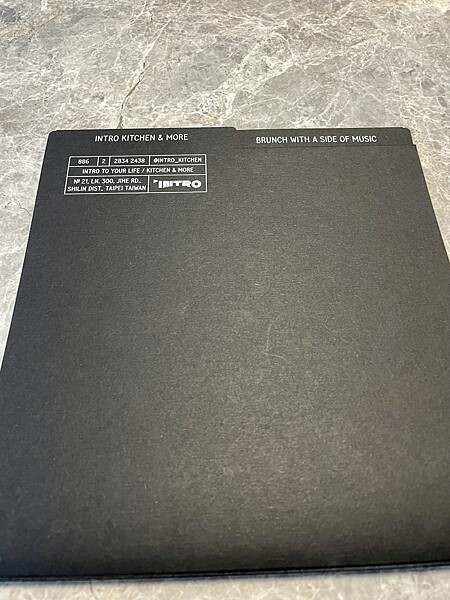 INTRO KITCHEN & MORE
BRUNCH WITH A SIDE OF MUSIC
886 2 2834 2438 @INTRO_KITCHEN
INTRO TO YOUR LIFE / KITCHEN & MORE
Nº 21, LN. 300, JIHE RD.,
SHILIN DIST., TAIPEI TAIWAN
INTRO